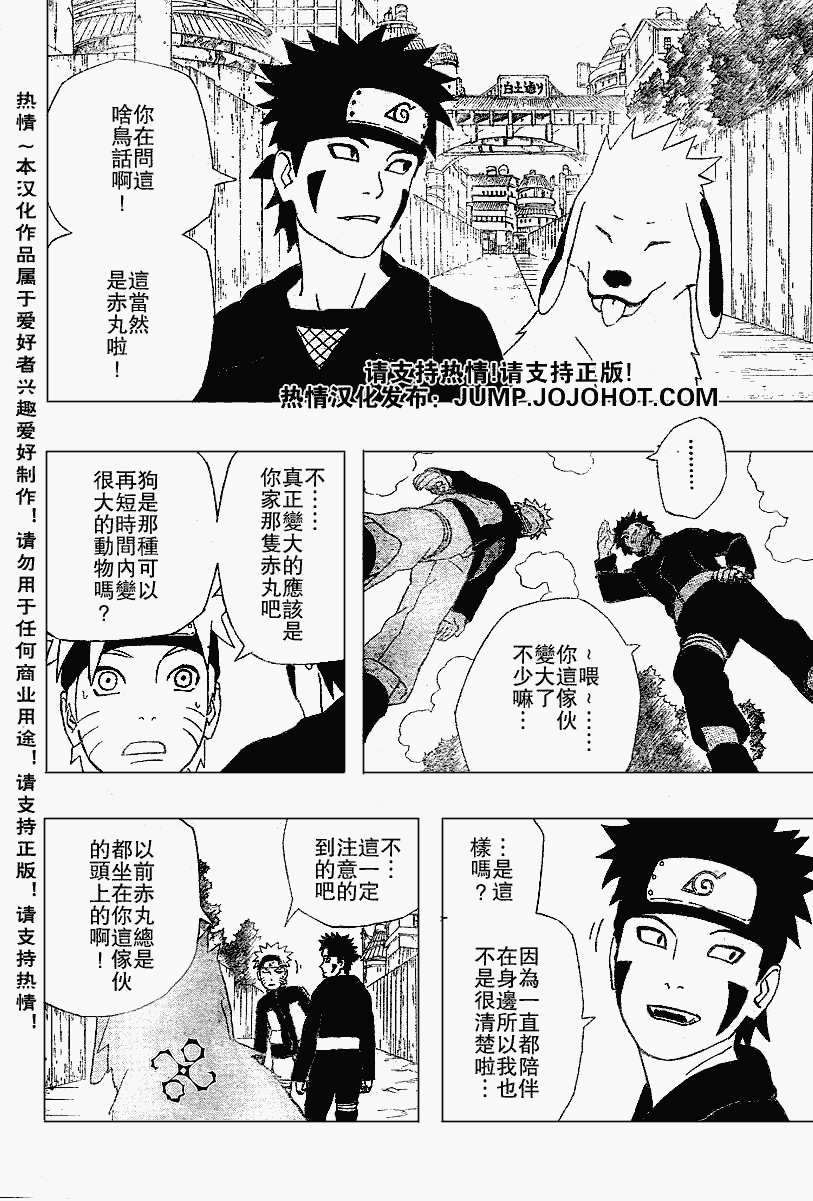 白土通り
你在問這
啥鳥話啊！
這當然
是赤丸啦！
请支持热情！请支持正版！
热情汉化发布：JUMP.JOJOHOT.COM
………
~喂~……
你這傢伙
變大了
不少嘛…
不……
真正變大的應該是
你家那隻赤丸吧
狗是那種可以
再短時間內變
很大的動物嗎？
…是這
樣嗎？
因為一直都陪伴
在身邊所以我也
不是很清楚啦…
不…
這一定
注意的
到的吧
以前赤丸總是
都坐在你這傢伙
的頭上的啊！
热情~本汉化作品属于爱好者兴趣爱好制作！请勿用于任何商业用途！请支持正版！请支持热情！